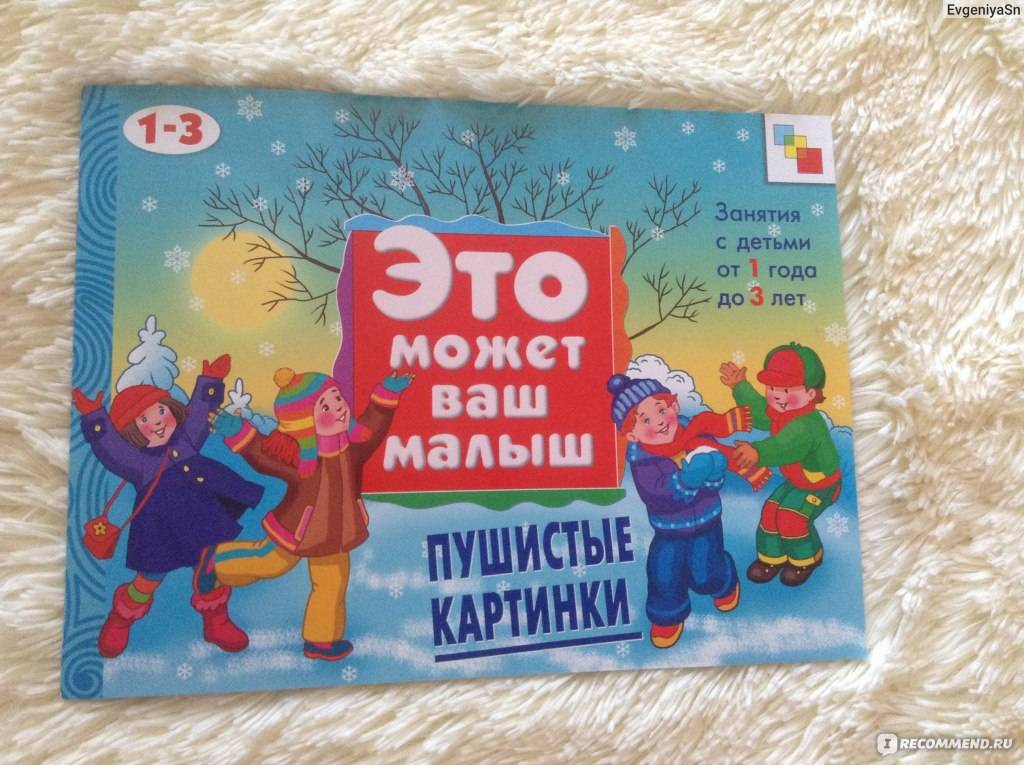 EvgeniyaSn
1-3
Занятия
с детьми
от 1 года
до 3 лет
Это
может
ваш
малыш
ПУШИСТЫЕ
КАРТИНКИ
I RECOMMEND.RU